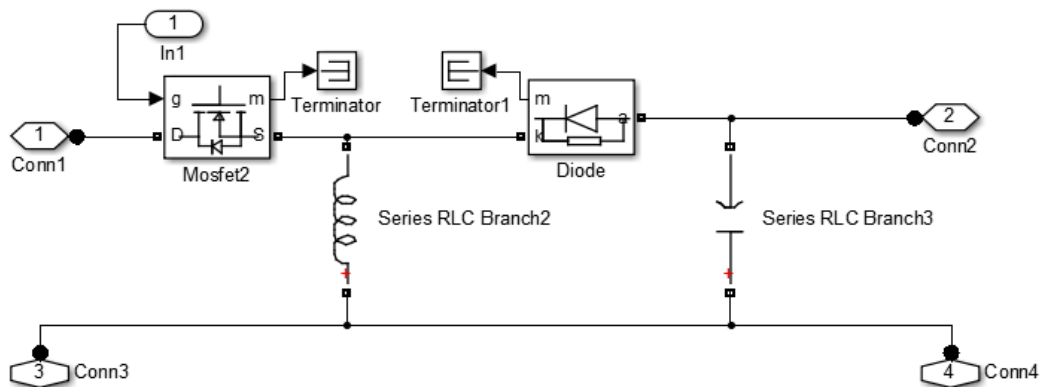 1
In1
g
m
D
S
Mosfet2
Terminator
Terminator1
m
k
a
Diode
1
Conn1
2
Conn2
Series RLC Branch2
Series RLC Branch3
3
Conn3
4
Conn4